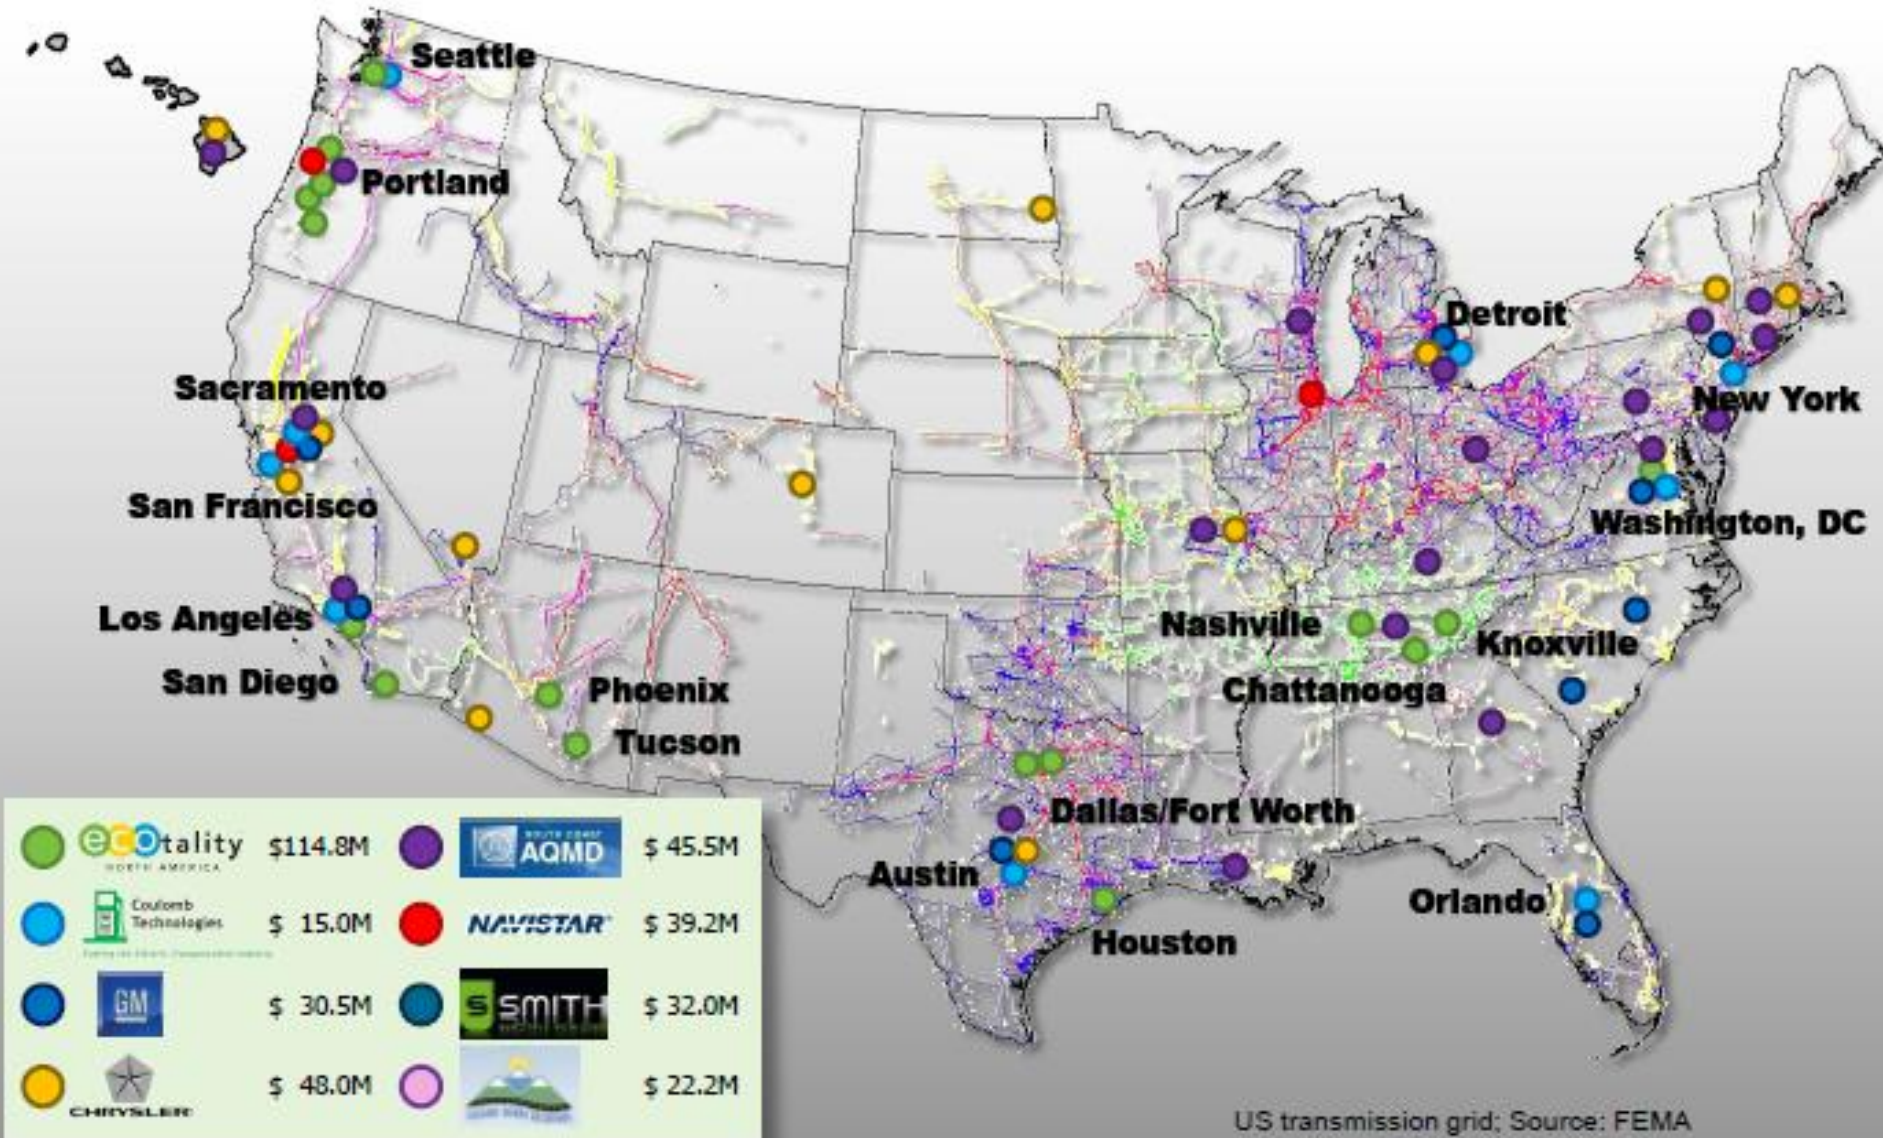 Seattle
Portland
Detroit
Sacramento
New York
San Francisco
Washington, DC
Los Angeles
Nashville
Knoxville
San Diego
Phoenix
Chattanooga
Tucson
Dallas/Fort Worth
Austin
Orlando
Houston
ecotality
NORTH AMERICA
$114.8M
SOUTH COAST
AQMD
$ 45.5M
Coulomb
Technologies
$ 15.0M
NAVISTAR
$ 39.2M
GM
$ 30.5M
S SMITH
$ 32.0M
CHRYSLER
$ 48.0M
$ 22.2M
US transmission grid; Source: FEMA